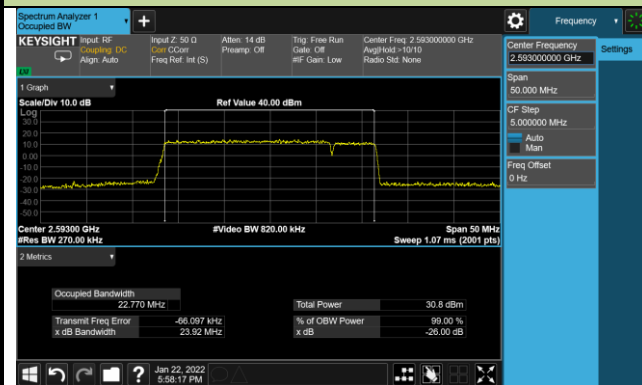 Spectrum Analyzer 1
Occupied BW
Frequency
KEYSIGHT
Input: RF
Coupling: DC
Align: Auto
Input Z: 50 Ω
Corr CCorr
Freq Ref: Int (S)
Atten: 14 dB
Preamp: Off
Trig: Free Run
Gate: Off
#IF Gain: Low
Center Freq: 2.593000000 GHz
Avg|Hold:>10/10
Radio Std: None
Center Frequency
2.593000000 GHz
Settings
Span
50.000 MHz
CF Step
5.000000 MHz
Auto
Man
Freq Offset
0 Hz
1 Graph
Scale/Div 10.0 dB
Ref Value 40.00 dBm
Log
30.0
20.0
10.0
0.00
-10.0
-20.0
-30.0
-40.0
-50.0
Center 2.59300 GHz
#Video BW 820.00 kHz
Span 50 MHz
#Res BW 270.00 kHz
Sweep 1.07 ms (2001 pts)
2 Metrics
Occupied Bandwidth
22.770 MHz
Total Power
30.8 dBm
Transmit Freq Error
-66.097 kHz
% of OBW Power
99.00 %
x dB Bandwidth
23.92 MHz
x dB
-26.00 dB
?
Jan 22, 2022
5:58:17 PM